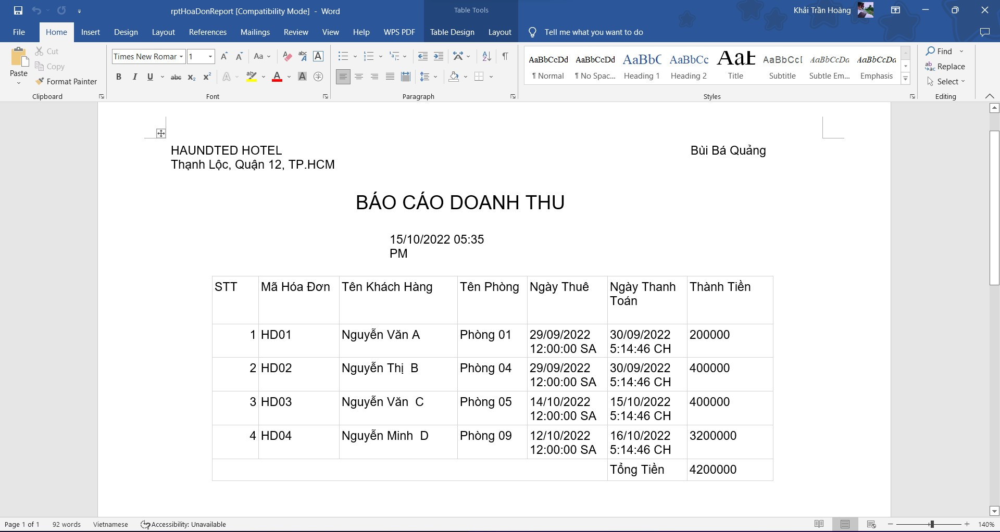 rptHoaDonReport [Compatibility Mode] - Word
Table Tools
Khải Trần Hoàng
File Home Insert Design Layout References Mailings Review View Help WPS PDF Table Design Layout Tell me what you want to do
Paste
Cut
Copy
Format Painter
Clipboard
Times New Romar 1
Aa
B I U abc x₂ x²
Font
Paragraph
AaBbCcDd AaBbCcDd AaBbC AaBbCc AaB AaBbCcD AaBbCcDa AaBbCcDa
¶ Normal ¶ No Spac... Heading 1 Heading 2 Title Subtitle Subtle Em... Emphasis
Styles
Find
Replace
Select
Editing
HAUNDTED HOTEL
Bùi Bá Quảng
Thạnh Lộc, Quận 12, TP.HCM
BÁO CÁO DOANH THU
15/10/2022 05:35
PM
STT Mã Hóa Đơn Tên Khách Hàng Tên Phòng Ngày Thuê Ngày Thanh Thành Tiền
Toán
1 HD01 Nguyễn Văn A Phòng 01 29/09/2022 30/09/2022 200000
12:00:00 SA 5:14:46 CH
2 HD02 Nguyễn Thị B Phòng 04 29/09/2022 30/09/2022 400000
12:00:00 SA 5:14:46 CH
3 HD03 Nguyễn Văn C Phòng 05 14/10/2022 15/10/2022 400000
12:00:00 SA 5:14:46 CH
4 HD04 Nguyễn Minh D Phòng 09 12/10/2022 16/10/2022 3200000
12:00:00 SA 5:14:46 CH
Tổng Tiền 4200000
Page 1 of 1 92 words Vietnamese Accessibility: Unavailable 140%